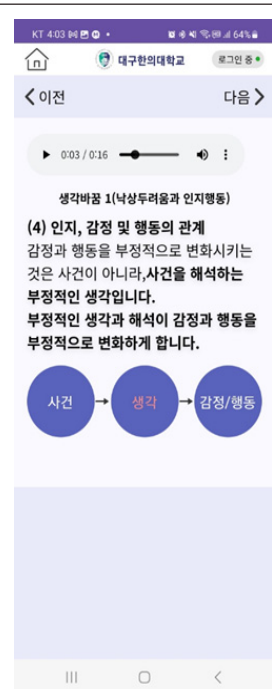 KT 4:03
64%
대구한의대학교
로그인 중
이전
다음
0:03 / 0:16
생각바꿈 1(낙상두려움과 인지행동)
(4) 인지, 감정 및 행동의 관계
감정과 행동을 부정적으로 변화시키는
것은 사건이 아니라,사건을 해석하는
부정적인 생각입니다.
부정적인 생각과 해석이 감정과 행동을
부정적으로 변화하게 합니다.
사건
생각
감정/행동